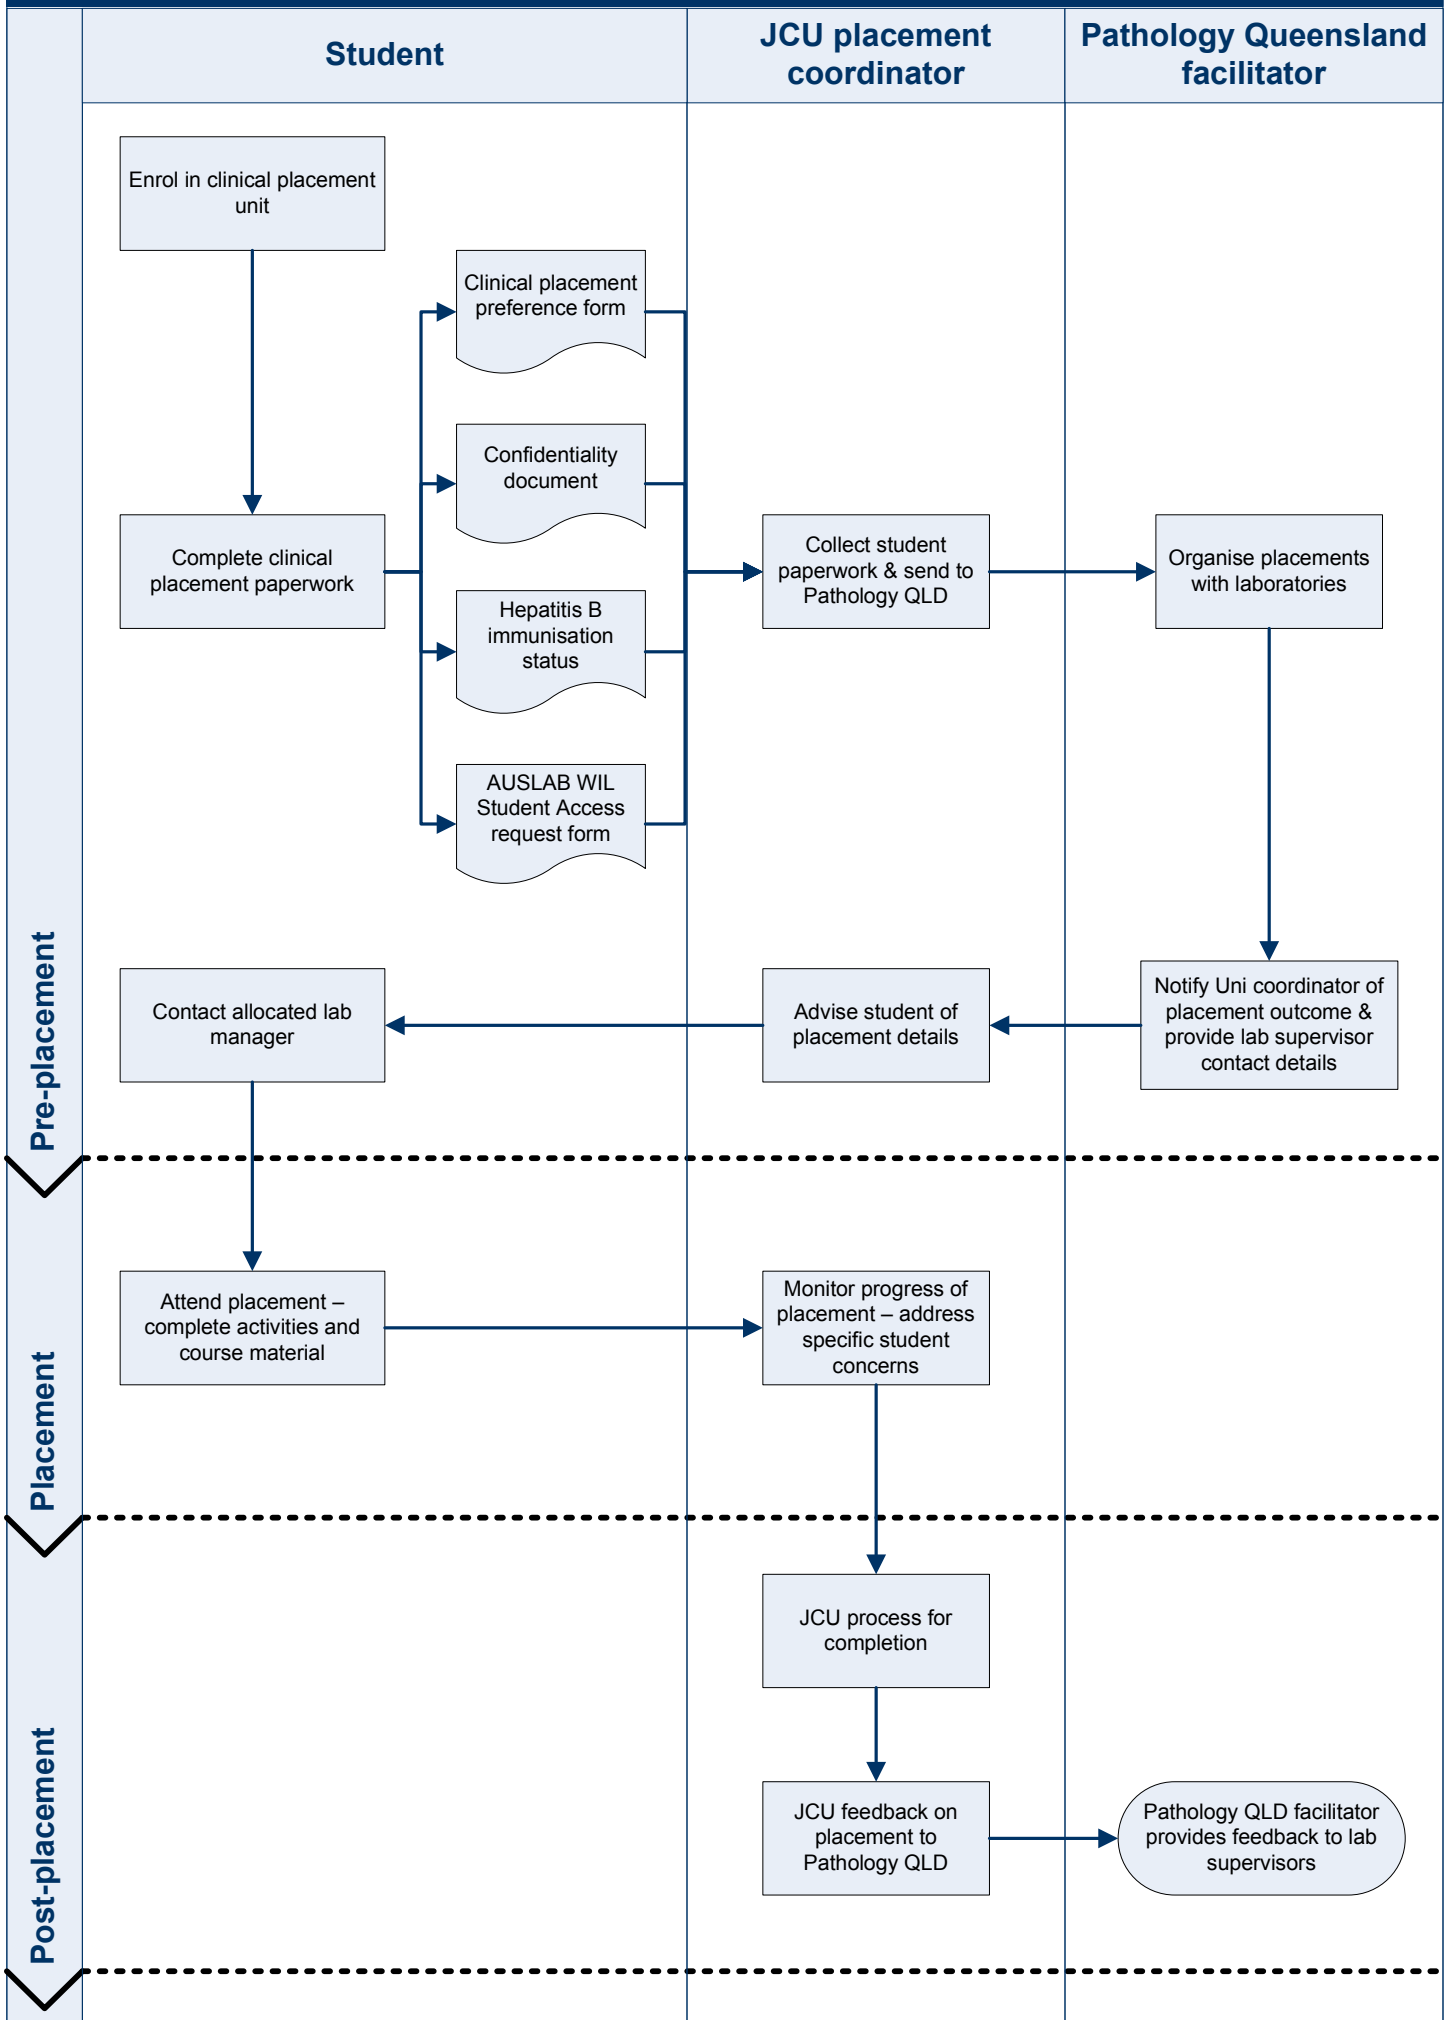 Student
JCU placement
coordinator
Pathology Queensland
facilitator
Enrol in clinical placement
unit
Clinical placement
preference form
Confidentiality
document
Complete clinical
placement paperwork
Hepatitis B
immunisation
status
AUSLAB WIL
Student Access
request form
Collect student
paperwork & send to
Pathology QLD
Organise placements
with laboratories
Pre-placement
Contact allocated lab
manager
Advise student of
placement details
Notify Uni coordinator of
placement outcome &
provide lab supervisor
contact details
Placement
Attend placement –
complete activities and
course material
Monitor progress of
placement – address
specific student
concerns
Post-placement
JCU process for
completion
JCU feedback on
placement to
Pathology QLD
Pathology QLD facilitator
provides feedback to lab
supervisors